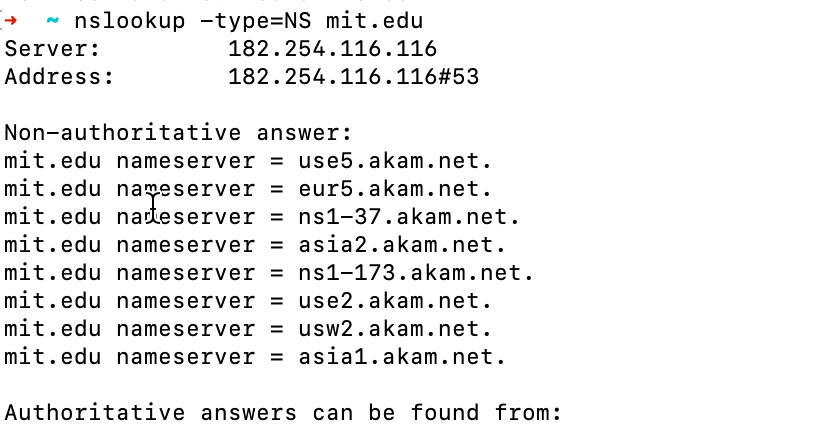 ➜  ~ nslookup -type=NS mit.edu
Server:         182.254.116.116
Address:        182.254.116.116#53

Non-authoritative answer:
mit.edu nameserver = use5.akam.net.
mit.edu nameserver = eur5.akam.net.
mit.edu nameserver = ns1-37.akam.net.
mit.edu nameserver = asia2.akam.net.
mit.edu nameserver = ns1-173.akam.net.
mit.edu nameserver = use2.akam.net.
mit.edu nameserver = usw2.akam.net.
mit.edu nameserver = asia1.akam.net.

Authoritative answers can be found from: